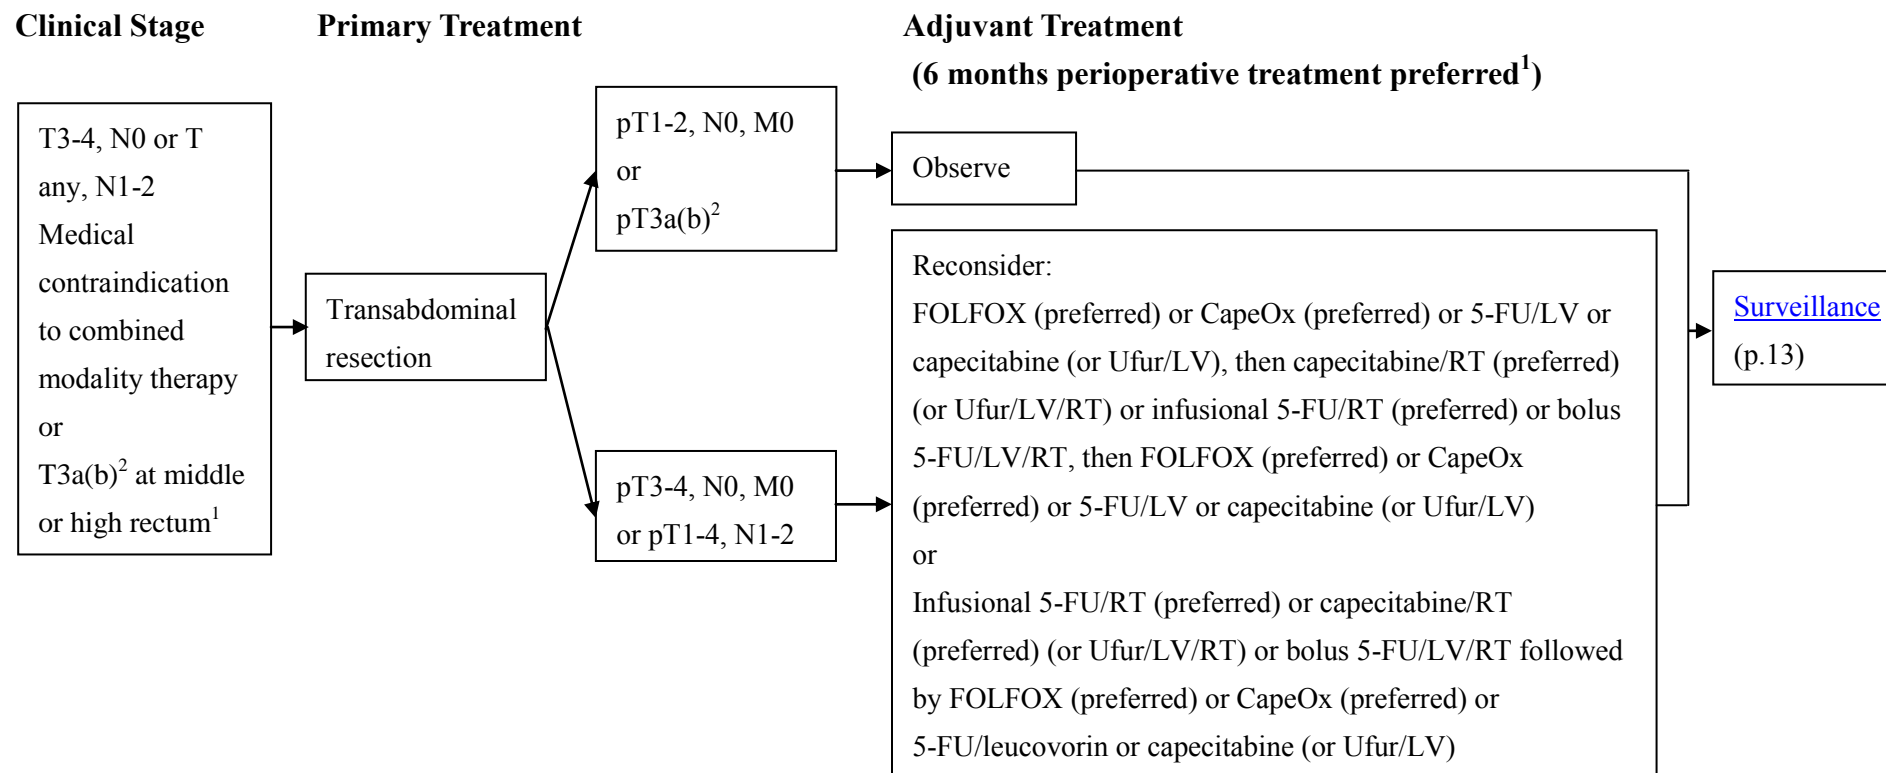 Clinical Stage
Primary Treatment
Adjuvant Treatment
(6 months perioperative treatment preferred¹)
T3-4, N0 or T
any, N1-2
Medical
contraindication
to combined
modality therapy
or
T3a(b)² at middle
or high rectum¹
Transabdominal
resection
pT1-2, N0, M0
or
pT3a(b)²
pT3-4, N0, M0
or pT1-4, N1-2
Observe
Reconsider:
FOLFOX (preferred) or CapeOx (preferred) or 5-FU/LV or
capecitabine (or Ufur/LV), then capecitabine/RT (preferred)
(or Ufur/LV/RT) or infusional 5-FU/RT (preferred) or bolus
5-FU/LV/RT, then FOLFOX (preferred) or CapeOx
(preferred) or 5-FU/LV or capecitabine (or Ufur/LV)
or
Infusional 5-FU/RT (preferred) or capecitabine/RT
(preferred) (or Ufur/LV/RT) or bolus 5-FU/LV/RT followed
by FOLFOX (preferred) or CapeOx (preferred) or
5-FU/leucovorin or capecitabine (or Ufur/LV)
Surveillance
(p.13)